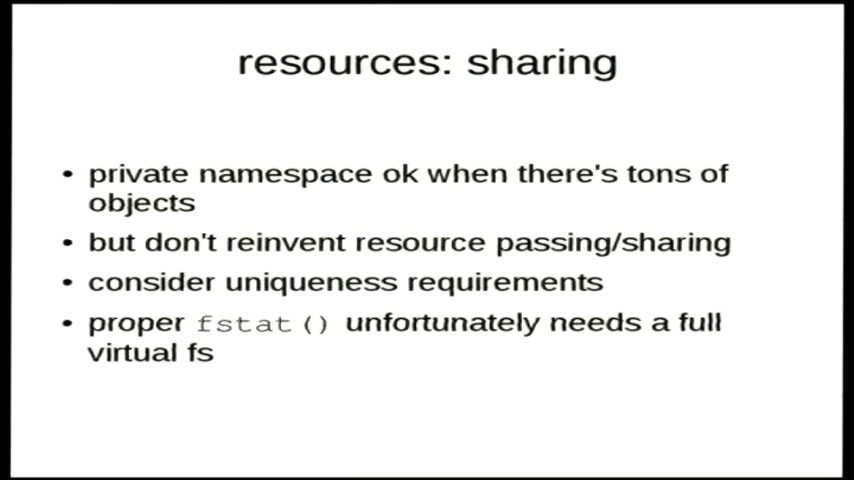 resources: sharing
• private namespace ok when there's tons of
objects
• but don't reinvent resource passing/sharing
• consider uniqueness requirements
• proper fstat() unfortunately needs a full
virtual fs